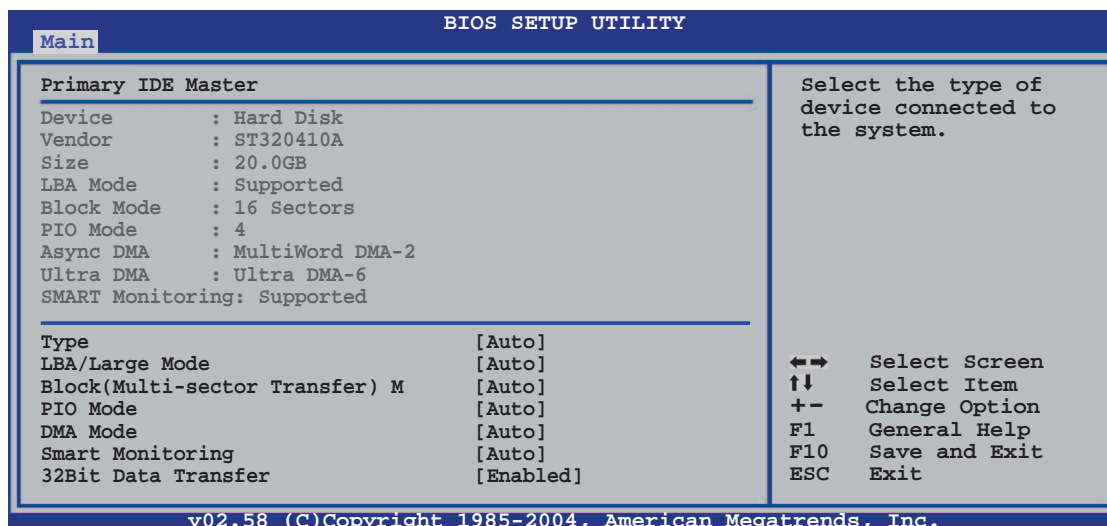 BIOS SETUP UTILITY
Main
Primary IDE Master
Device : Hard Disk
Vendor : ST320410A
Size : 20.0GB
LBA Mode : Supported
Block Mode : 16 Sectors
PIO Mode : 4
Async DMA : MultiWord DMA-2
Ultra DMA : Ultra DMA-6
SMART Monitoring: Supported
Type [Auto]
LBA/Large Mode [Auto]
Block(Multi-sector Transfer) M [Auto]
PIO Mode [Auto]
DMA Mode [Auto]
Smart Monitoring [Auto]
32Bit Data Transfer [Enabled]
Select the type of
device connected to
the system.
←→ Select Screen
↑↓ Select Item
+- Change Option
F1 General Help
F10 Save and Exit
ESC Exit
v02.58 (C)Copyright 1985-2004, American Megatrends, Inc.